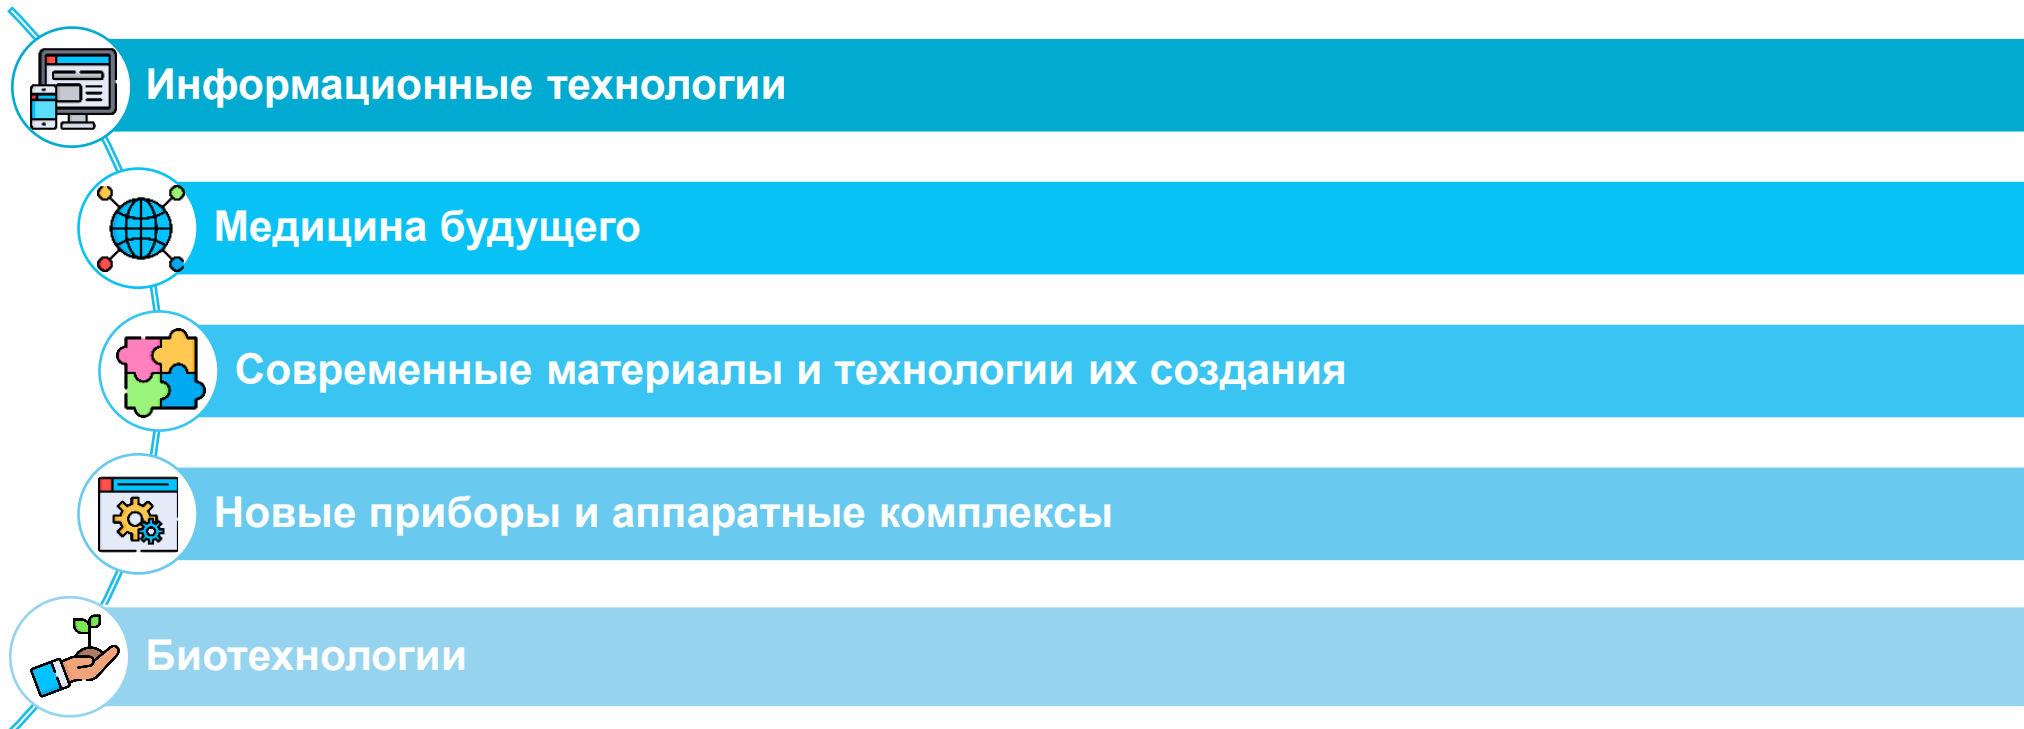 Информационные технологии
Медицина будущего
Современные материалы и технологии их создания
Новые приборы и аппаратные комплексы
Биотехнологии